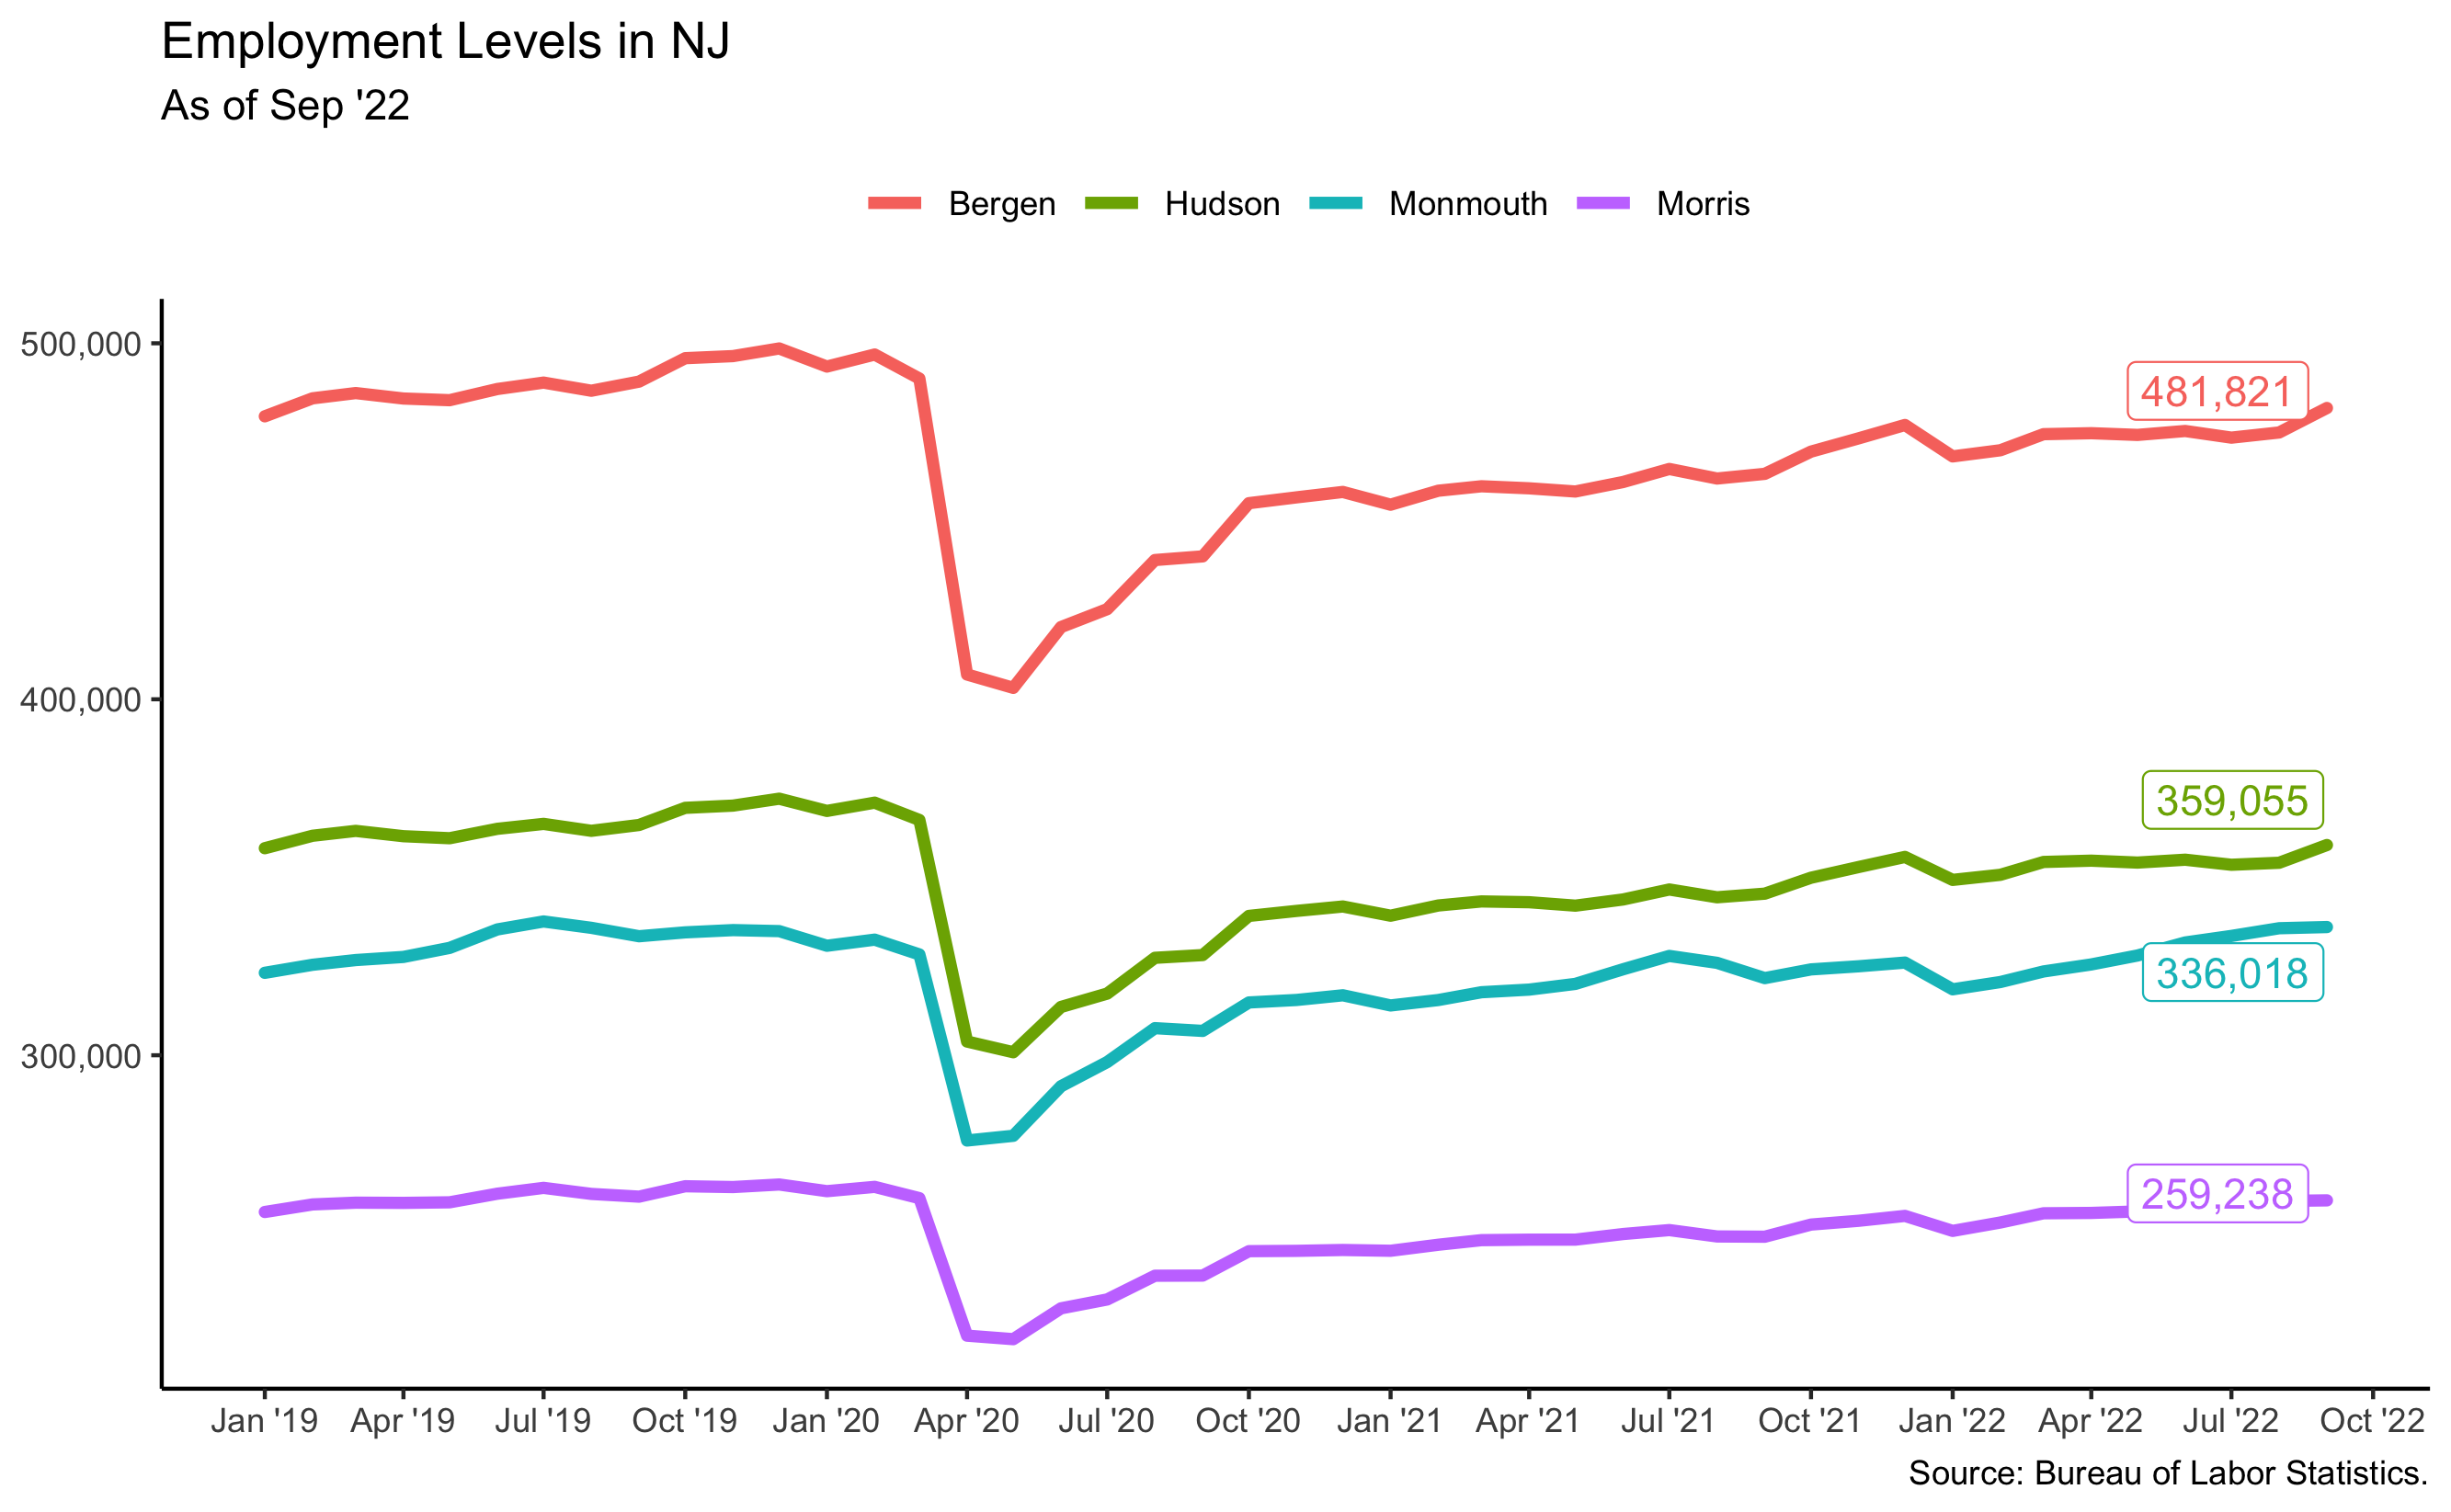 Employment Levels in NJ
As of Sep '22
Bergen Hudson Monmouth Morris
500,000
400,000
300,000
481,821
359,055
336,018
259,238
Jan '19 Apr '19 Jul '19 Oct '19 Jan '20 Apr '20 Jul '20 Oct '20 Jan '21 Apr '21 Jul '21 Oct '21 Jan '22 Apr '22 Jul '22 Oct '22
Source: Bureau of Labor Statistics.